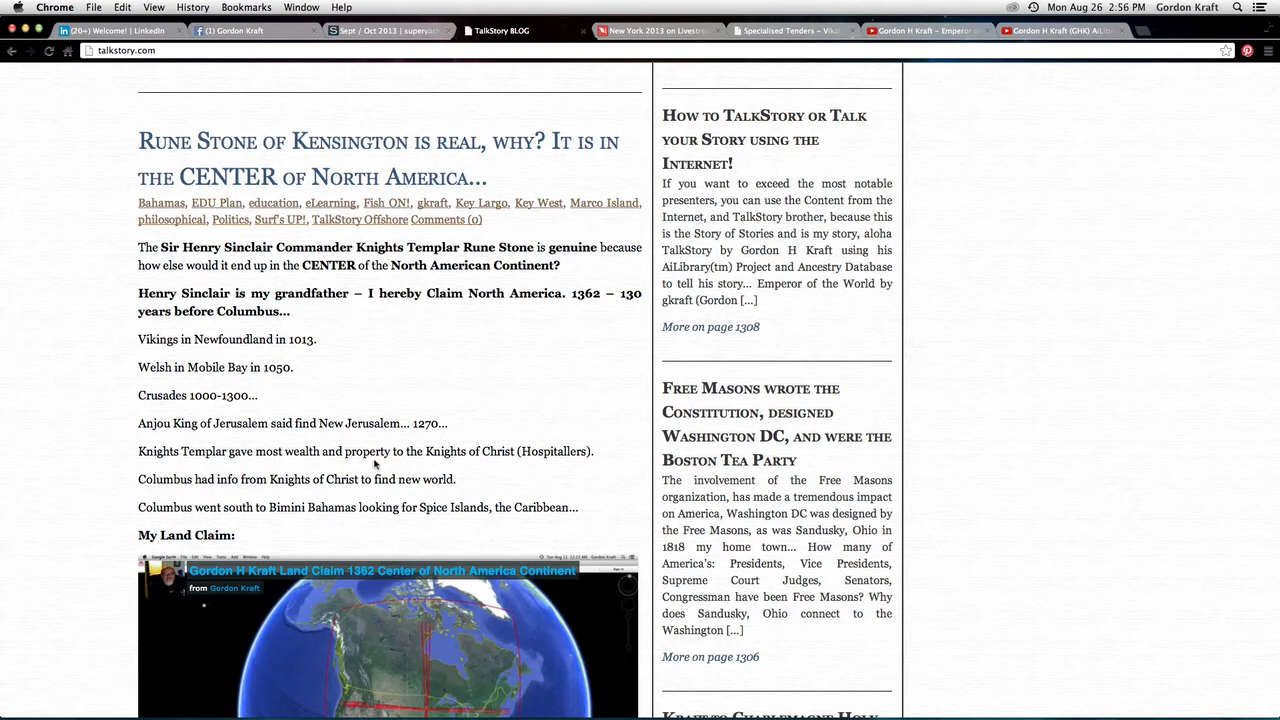 Chrome File Edit View History Bookmarks Window Help Mon Aug 26 2:56 PM Gordon Kraft
(20+) Welcome! | LinkedIn
(1) Gordon Kraft
Sept / Oct 2013 | superyach
TalkStory BLOG
New York 2013 on Livestrea
Specialised Tenders – Vika
Gordon H Kraft – Emperor o
Gordon H Kraft (GHK) AiLib
talkstory.com
Rune Stone of Kensington is real, why? It is in
the CENTER of North America...
Bahamas, EDU Plan, education, eLearning, Fish ON!, gkraft, Key Largo, Key West, Marco Island,
philosophical, Politics, Surf's UP!, TalkStory Offshore Comments (0)
The Sir Henry Sinclair Commander Knights Templar Rune Stone is genuine because
how else would it end up in the CENTER of the North American Continent?
Henry Sinclair is my grandfather – I hereby Claim North America. 1362 – 130
years before Columbus...
Vikings in Newfoundland in 1013.
Welsh in Mobile Bay in 1050.
Crusades 1000-1300...
Anjou King of Jerusalem said find New Jerusalem... 1270...
Knights Templar gave most wealth and property to the Knights of Christ (Hospitallers).
Columbus had info from Knights of Christ to find new world.
Columbus went south to Bimini Bahamas looking for Spice Islands, the Caribbean...
My Land Claim:
Gordon H Kraft Land Claim 1362 Center of North America Continent
from Gordon Kraft
How to TalkStory or Talk
your Story using the
Internet!
If you want to exceed the most notable
presenters, you can use the Content from the
Internet, and TalkStory brother, because this
is the Story of Stories and is my story, aloha
TalkStory by Gordon H Kraft using his
AiLibrary(tm) Project and Ancestry Database
to tell his story... Emperor of the World by
gkraft (Gordon [...]
More on page 1308
Free Masons wrote the
Constitution, designed
Washington DC, and were the
Boston Tea Party
The involvement of the Free Masons
organization, has made a tremendous impact
on America, Washington DC was designed by
the Free Masons, as was Sandusky, Ohio in
1818 my home town... How many of
America's: Presidents, Vice Presidents,
Supreme Court Judges, Senators,
Congressman have been Free Masons? Why
does Sandusky, Ohio connect to the
Washington [...]
More on page 1306
Kraft to Charlemagne Holy